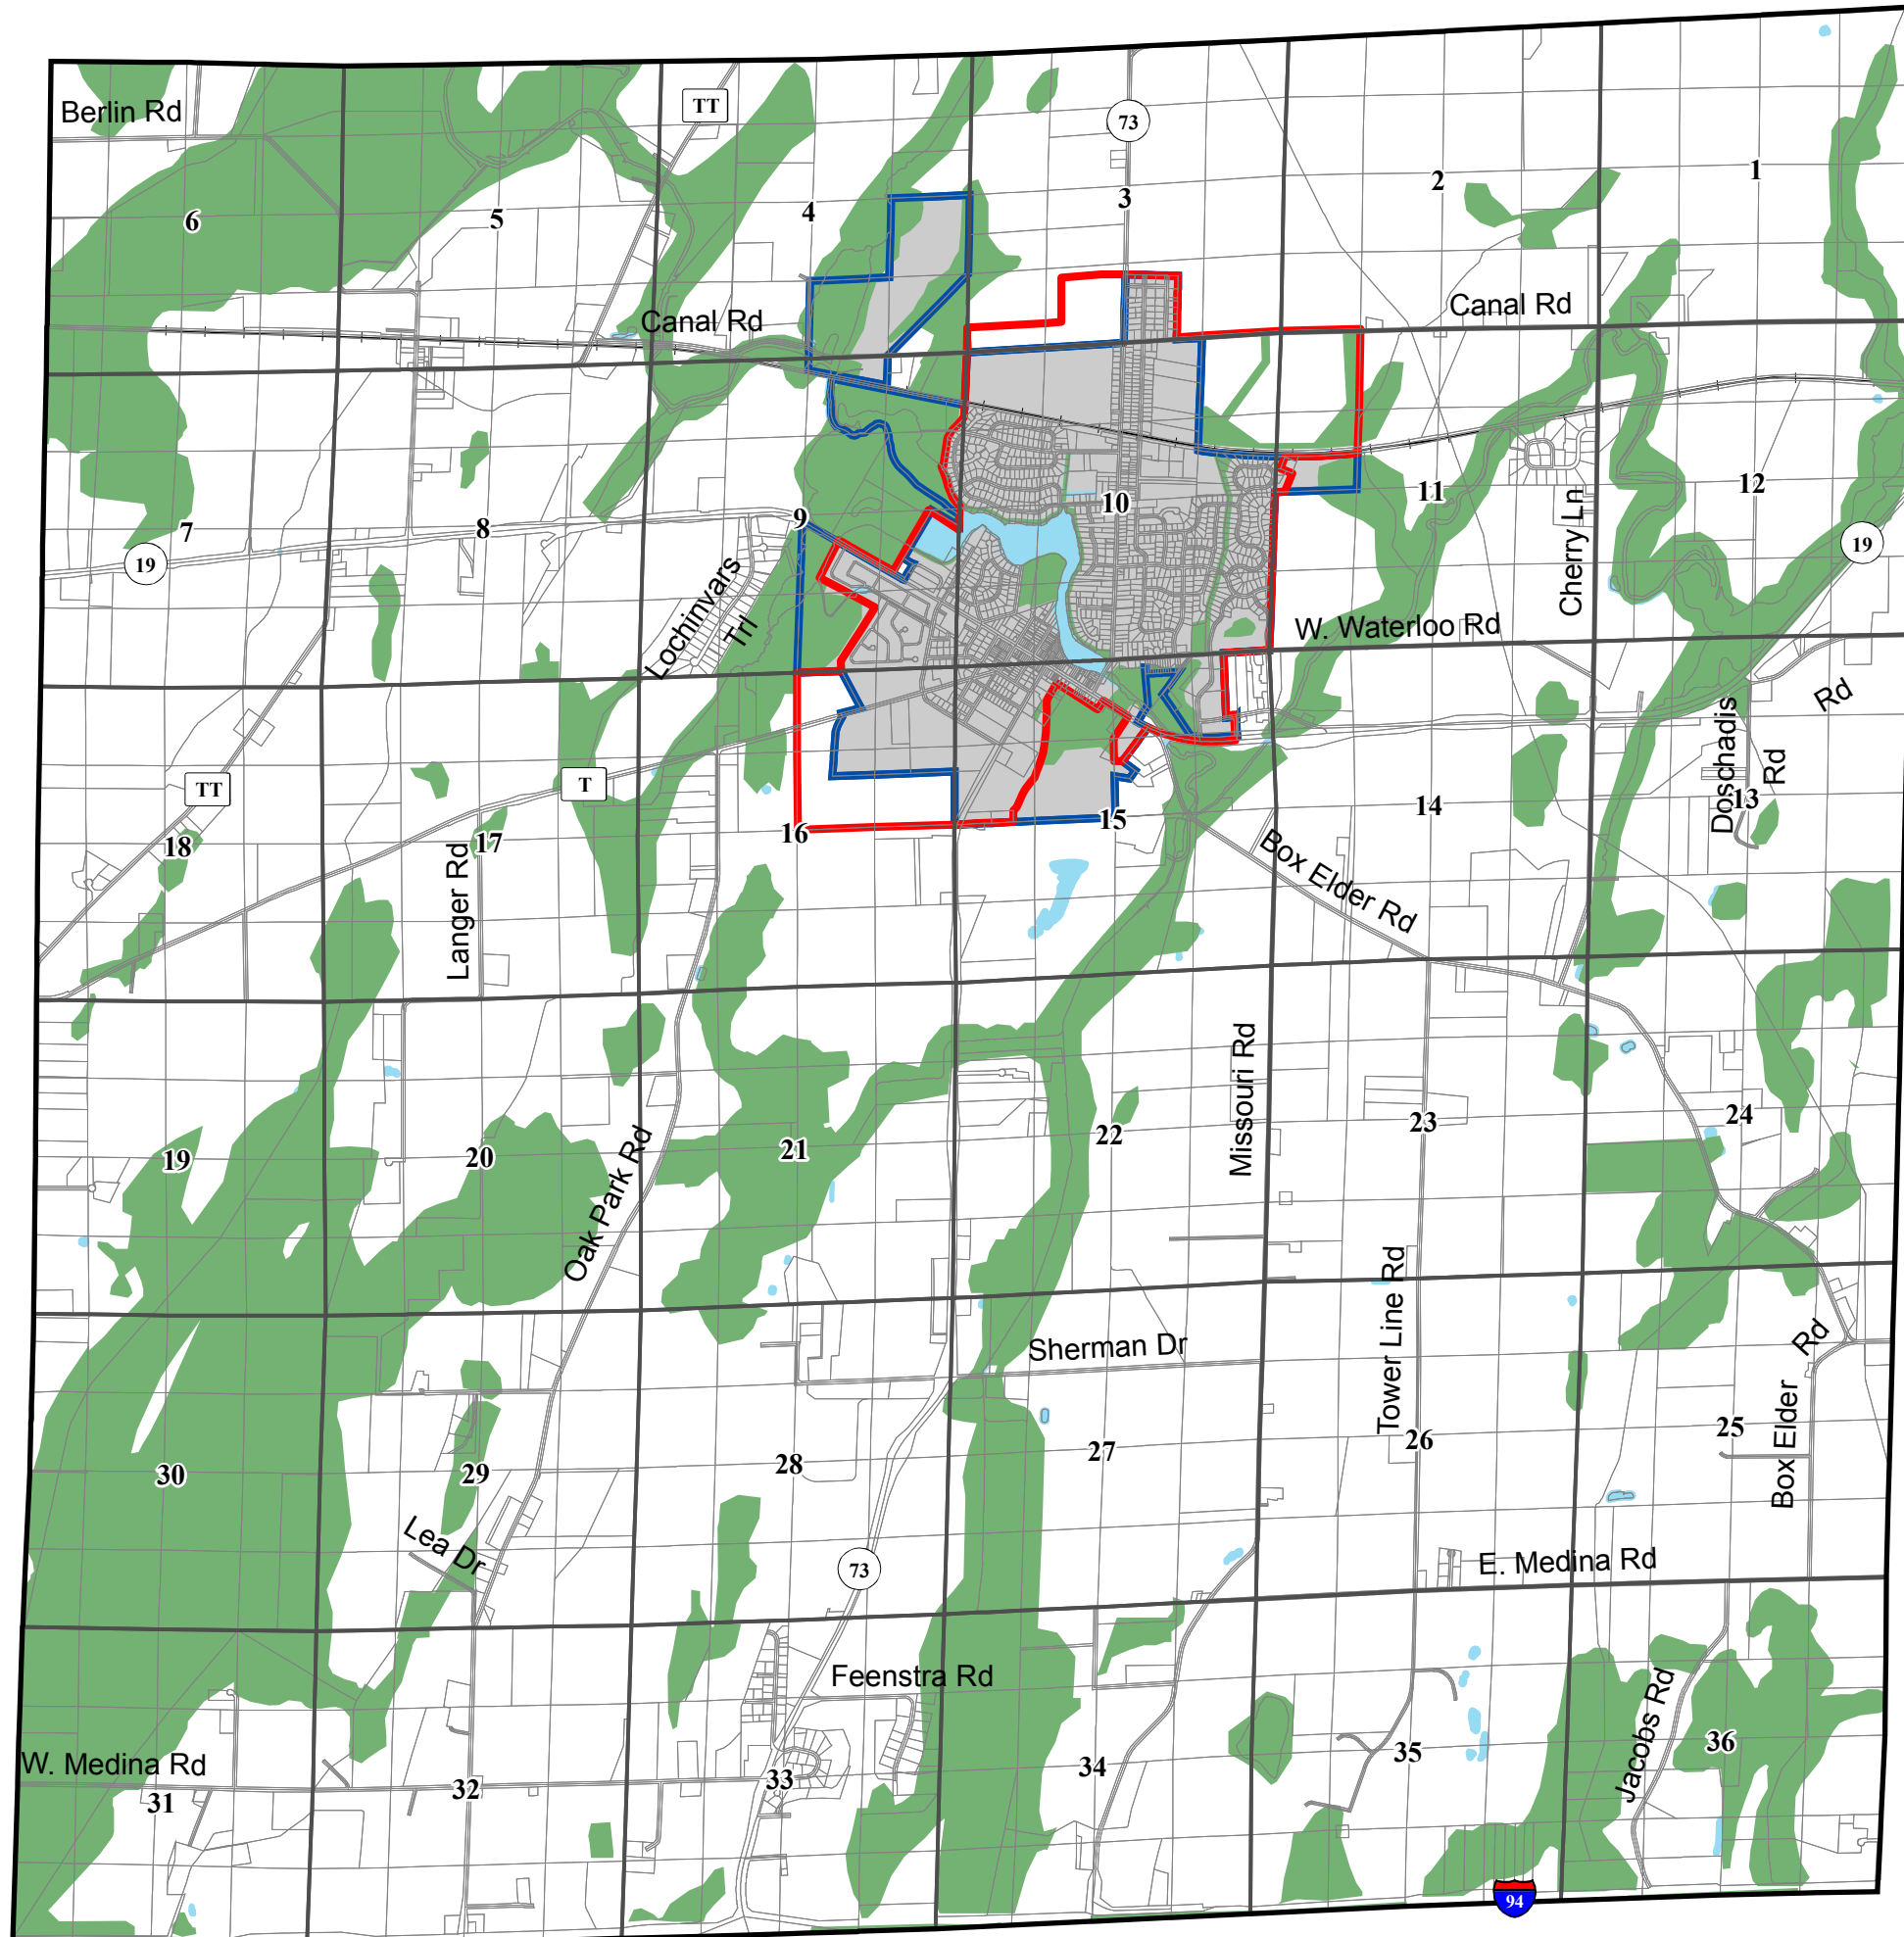 Berlin Rd
TT
73
1
2
3
4
5
6
Canal Rd
Canal Rd
7
8
9
10
11
12
19
19
Lochinvars
Trl
Cherry Ln
W. Waterloo Rd
Doschadis
Rd
Rd
TT
T
18
17
16
15
14
13
Langer Rd
Box Elder Rd
Missouri Rd
19
20
21
22
23
24
Oak Park Rd
Sherman Dr
Tower Line Rd
Rd
Box Elder
30
29
28
27
26
25
Lea Dr
73
E. Medina Rd
Feenstra Rd
Jacobs Rd
W. Medina Rd
31
32
33
34
35
36
94